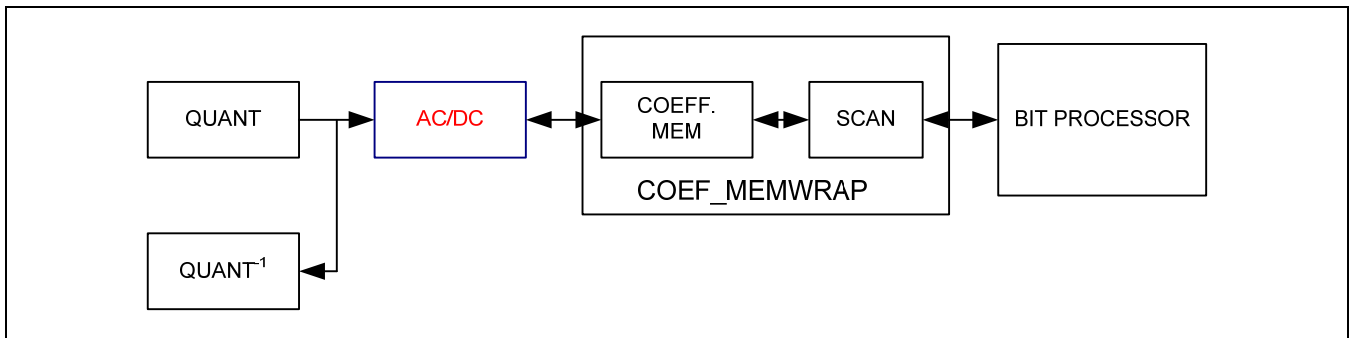 QUANT
AC/DC
COEFF.
MEM
SCAN
BIT PROCESSOR
COEF_MEMWRAP
QUANT⁻¹